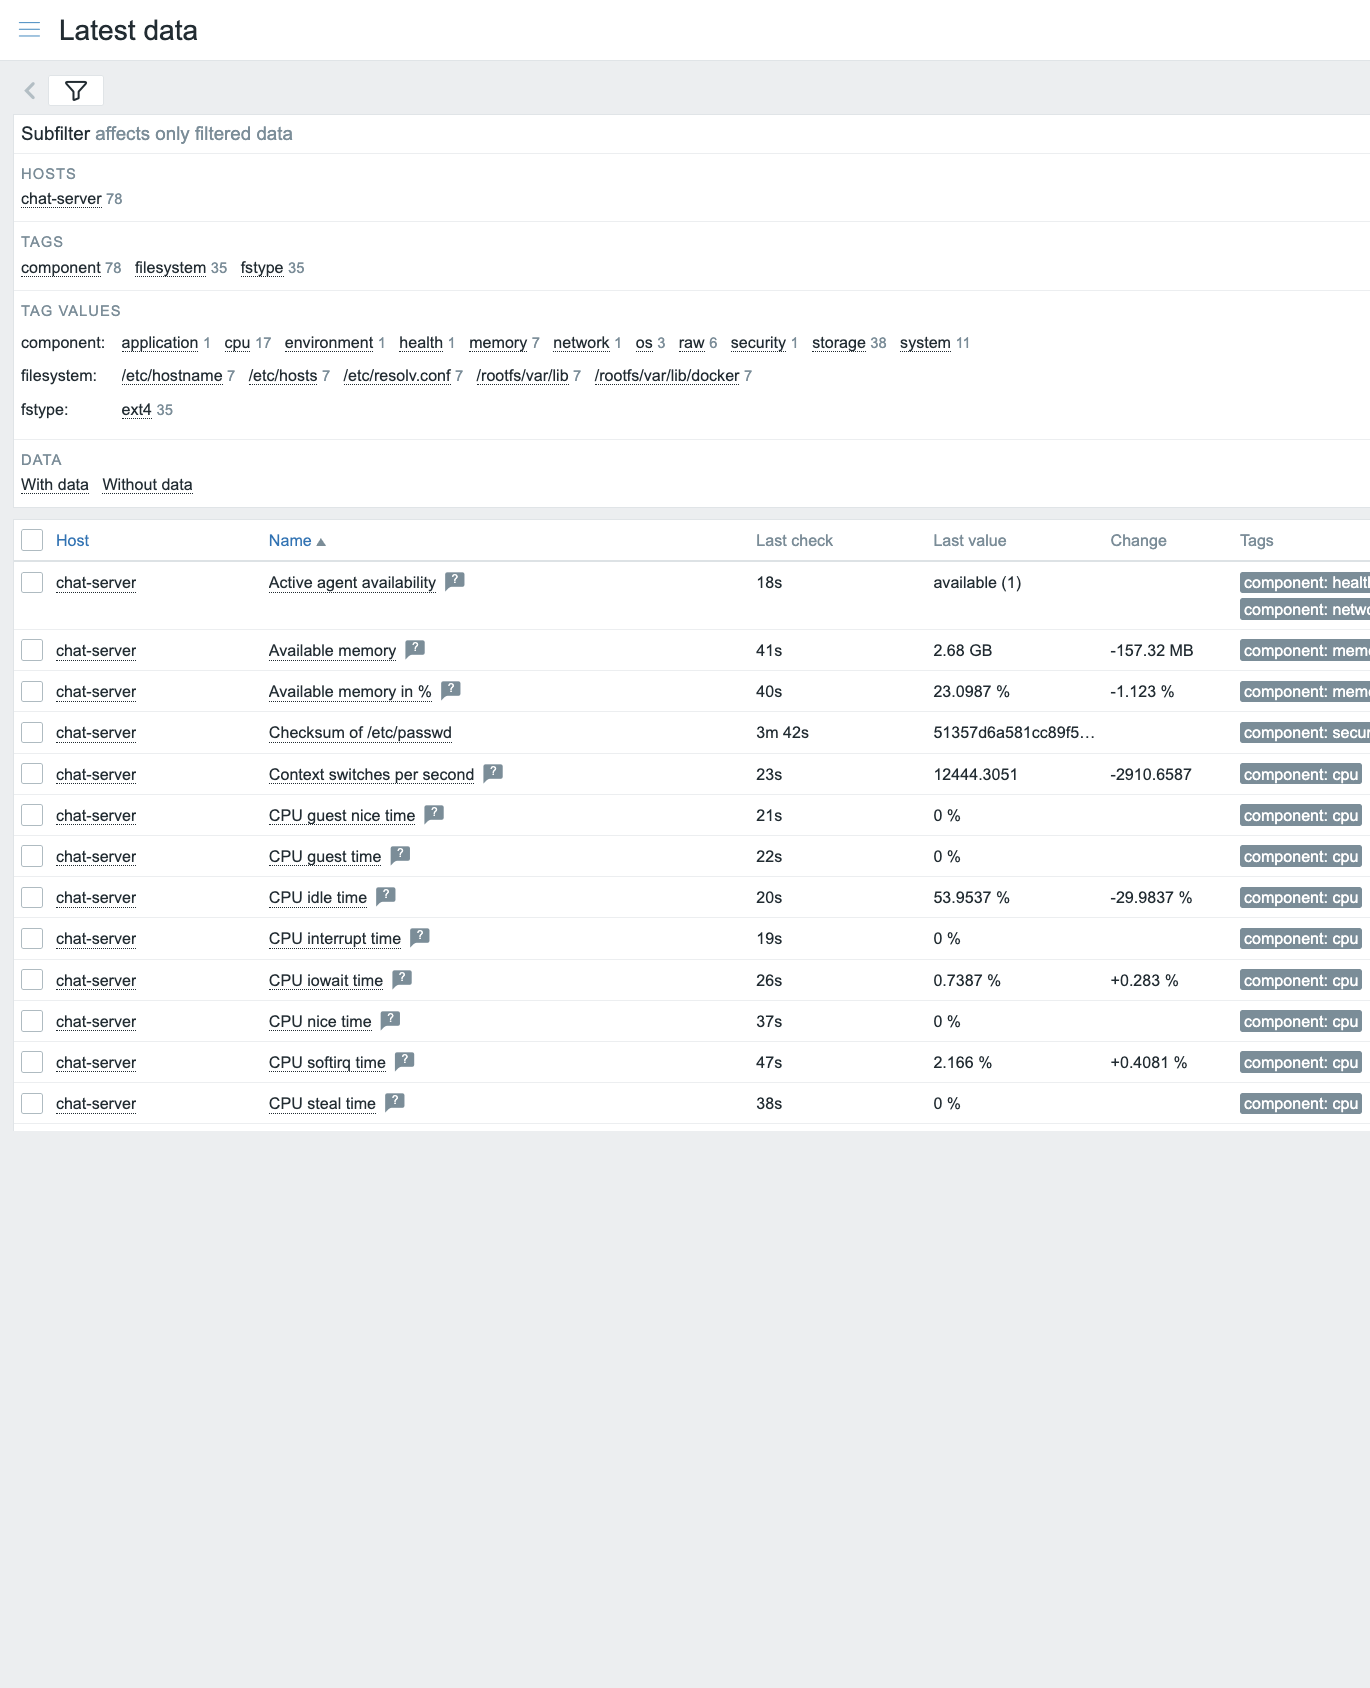 Latest data
Subfilter affects only filtered data
HOSTS
chat-server 78
TAGS
component 78 filesystem 35 fstype 35
TAG VALUES
component: application 1 cpu 17 environment 1 health 1 memory 7 network 1 os 3 raw 6 security 1 storage 38 system 11
filesystem: /etc/hostname 7 /etc/hosts 7 /etc/resolv.conf 7 /rootfs/var/lib 7 /rootfs/var/lib/docker 7
fstype: ext4 35
DATA
With data Without data
Host Name Last check Last value Change Tags
chat-server Active agent availability ? 18s available (1) component: healt
component: netwo
chat-server Available memory ? 41s 2.68 GB -157.32 MB component: mem
chat-server Available memory in % ? 40s 23.0987 % -1.123 % component: mem
chat-server Checksum of /etc/passwd 3m 42s 51357d6a581cc89f5... component: secur
chat-server Context switches per second ? 23s 12444.3051 -2910.6587 component: cpu
chat-server CPU guest nice time ? 21s 0 % component: cpu
chat-server CPU guest time ? 22s 0 % component: cpu
chat-server CPU idle time ? 20s 53.9537 % -29.9837 % component: cpu
chat-server CPU interrupt time ? 19s 0 % component: cpu
chat-server CPU iowait time ? 26s 0.7387 % +0.283 % component: cpu
chat-server CPU nice time ? 37s 0 % component: cpu
chat-server CPU softirq time ? 47s 2.166 % +0.4081 % component: cpu
chat-server CPU steal time ? 38s 0 % component: cpu